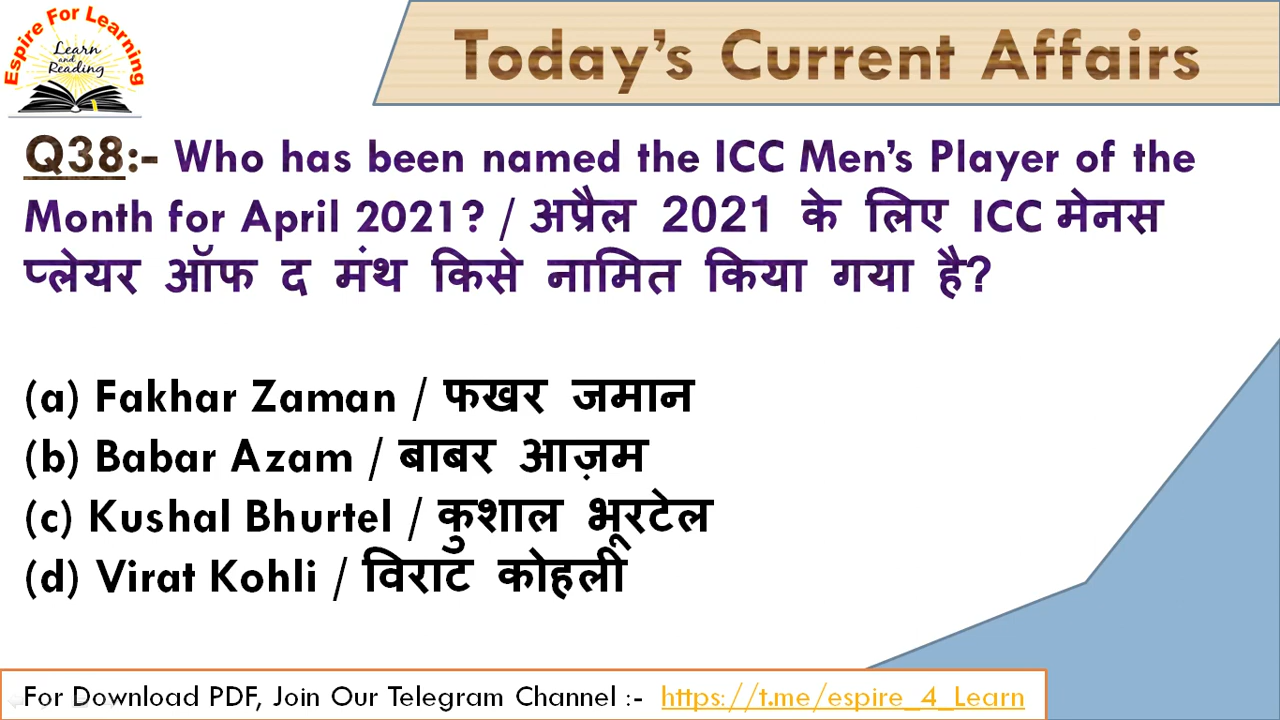 Espire For Learning
Learn
and
Reading
Today's Current Affairs
Q38:- Who has been named the ICC Men's Player of the
Month for April 2021? / अप्रैल 2021 के लिए ICC मेनस
प्लेयर ऑफ द मंथ किसे नामित किया गया है?
(a) Fakhar Zaman / फखर जमान
(b) Babar Azam / बाबर आज़म
(c) Kushal Bhurtel / कुशाल भूरटेल
(d) Virat Kohli / विराट कोहली
For Download PDF, Join Our Telegram Channel :- https://t.me/espire_4_Learn